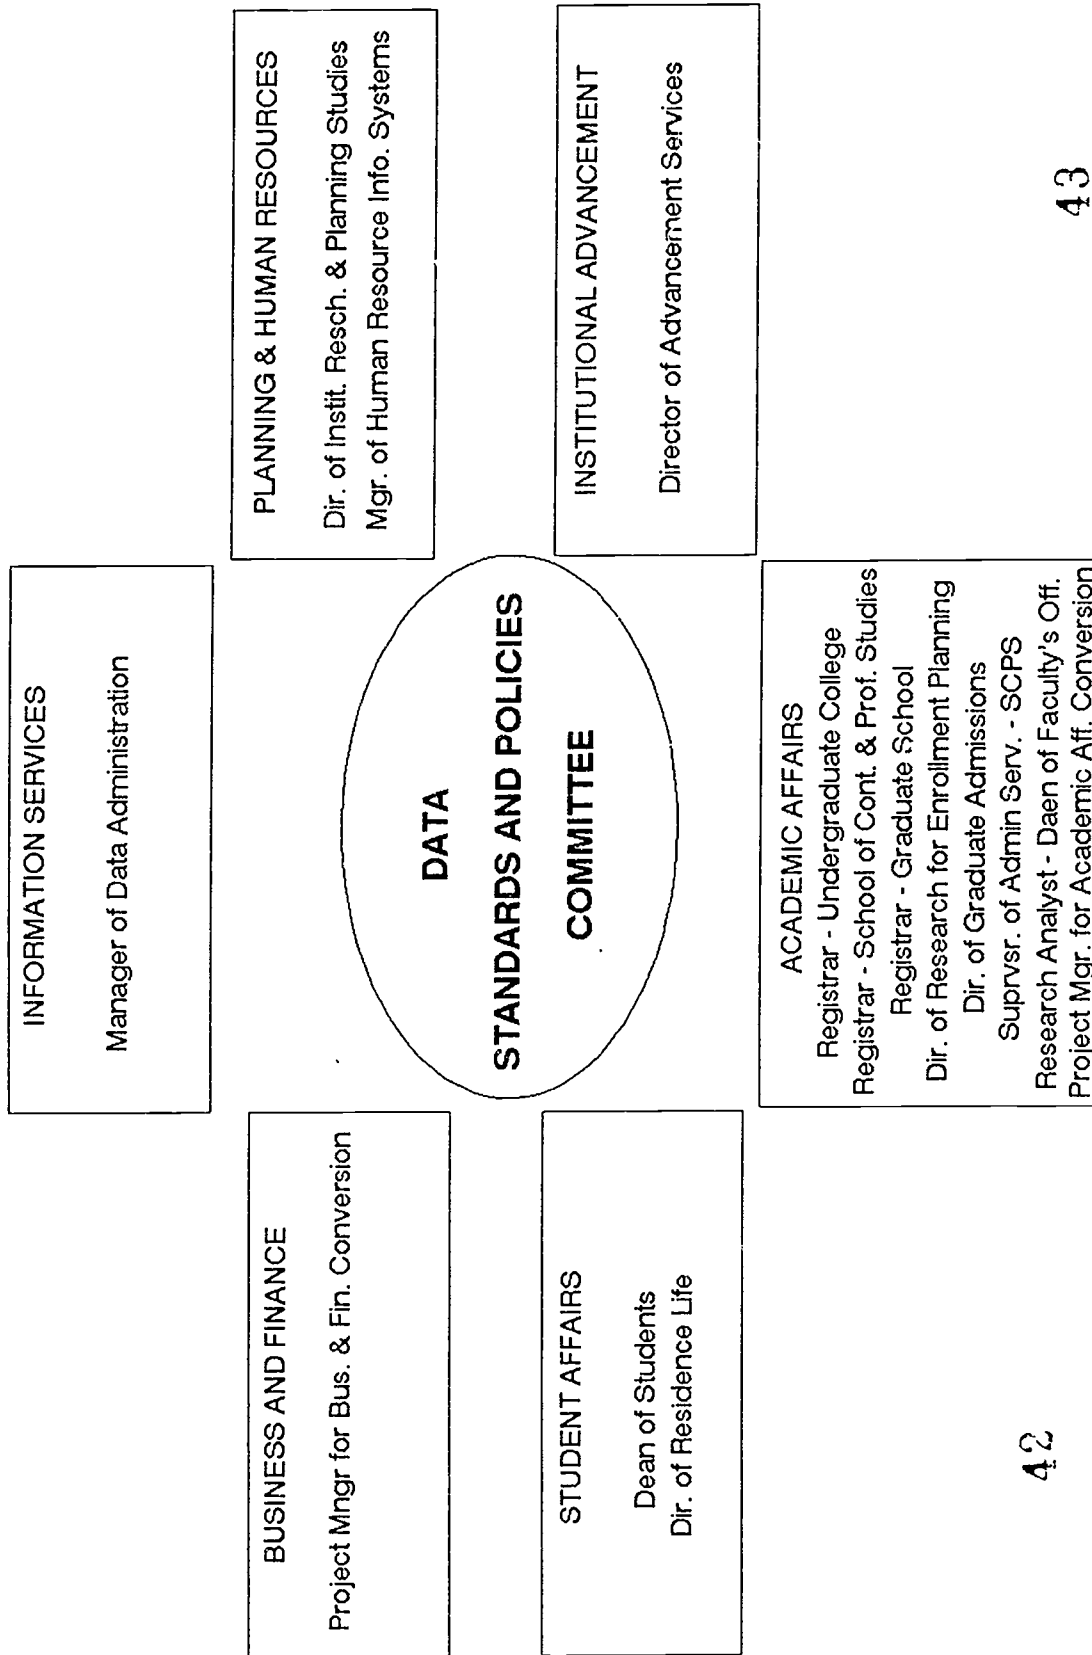 INFORMATION SERVICES
Manager of Data Administration
BUSINESS AND FINANCE
Project Mngr for Bus. & Fin. Conversion
PLANNING & HUMAN RESOURCES
Dir. of Instit. Resch. & Planning Studies
Mgr. of Human Resource Info. Systems
DATA
STANDARDS AND POLICIES
COMMITTEE
STUDENT AFFAIRS
Dean of Students
Dir. of Residence Life
INSTITUTIONAL ADVANCEMENT
Director of Advancement Services
ACADEMIC AFFAIRS
Registrar - Undergraduate College
Registrar - School of Cont. & Prof. Studies
Registrar - Graduate School
Dir. of Research for Enrollment Planning
Dir. of Graduate Admissions
Suprvsr. of Admin Serv. - SCPS
Research Analyst - Daen of Faculty's Off.
Project Mgr. for Academic Aff. Conversion
42
43